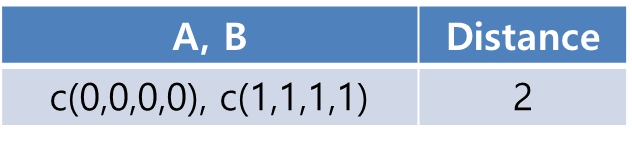 A, B Distance
c(0,0,0,0), c(1,1,1,1) 2